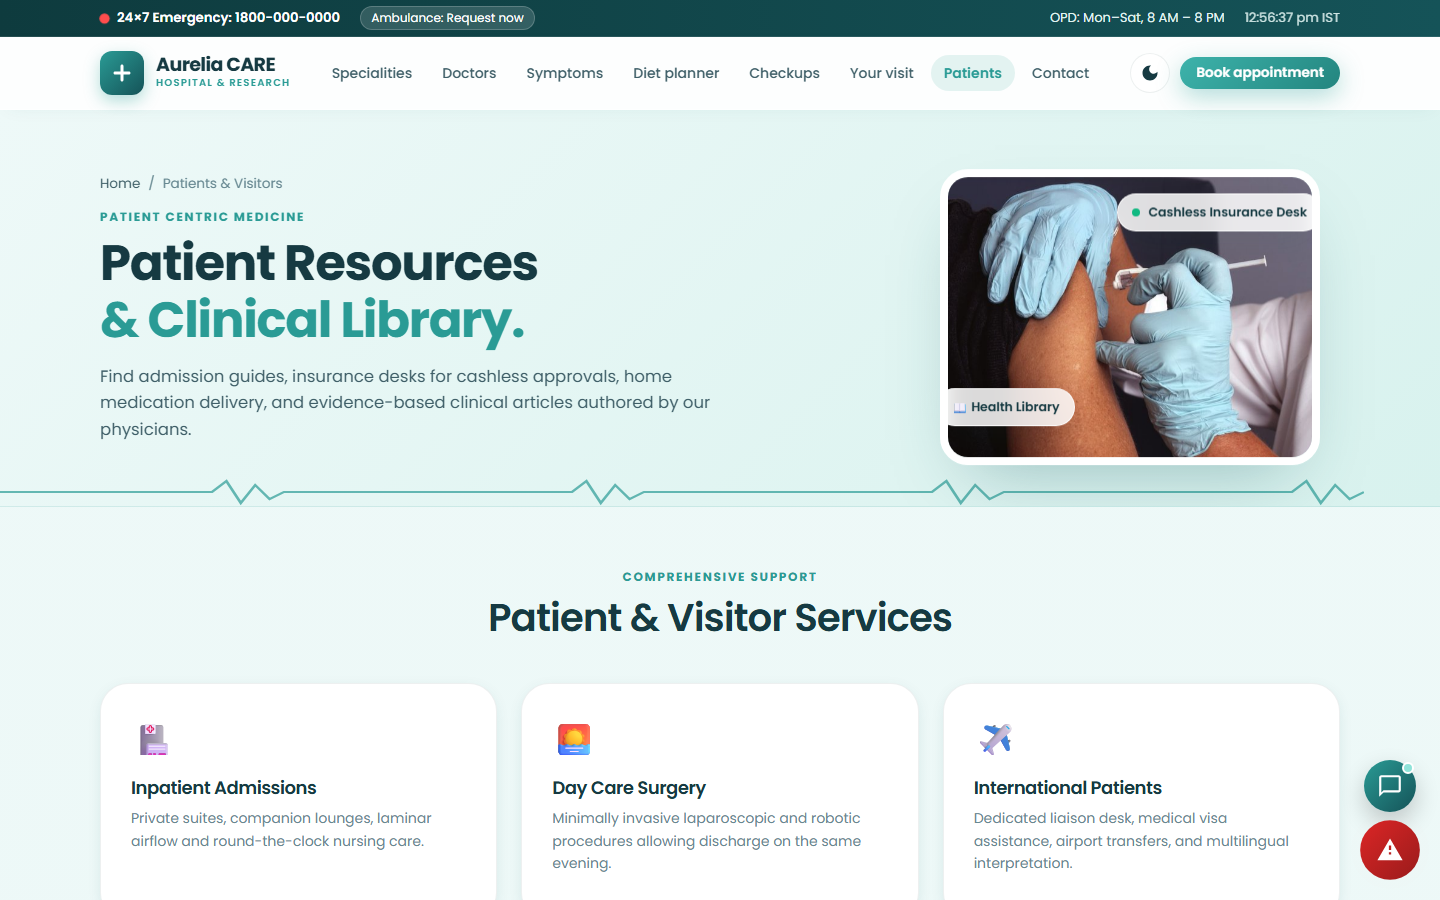 24×7 Emergency: 1800-000-0000
Ambulance: Request now
OPD: Mon–Sat, 8 AM – 8 PM
12:56:37 pm IST
Aurelia CARE
HOSPITAL & RESEARCH
Specialities
Doctors
Symptoms
Diet planner
Checkups
Your visit
Patients
Contact
Book appointment
Home / Patients & Visitors
PATIENT CENTRIC MEDICINE
Patient Resources
& Clinical Library.
Find admission guides, insurance desks for cashless approvals, home
medication delivery, and evidence-based clinical articles authored by our
physicians.
Cashless Insurance Desk
Health Library
COMPREHENSIVE SUPPORT
Patient & Visitor Services
Inpatient Admissions
Private suites, companion lounges, laminar
airflow and round-the-clock nursing care.
Day Care Surgery
Minimally invasive laparoscopic and robotic
procedures allowing discharge on the same
evening.
International Patients
Dedicated liaison desk, medical visa
assistance, airport transfers, and multilingual
interpretation.